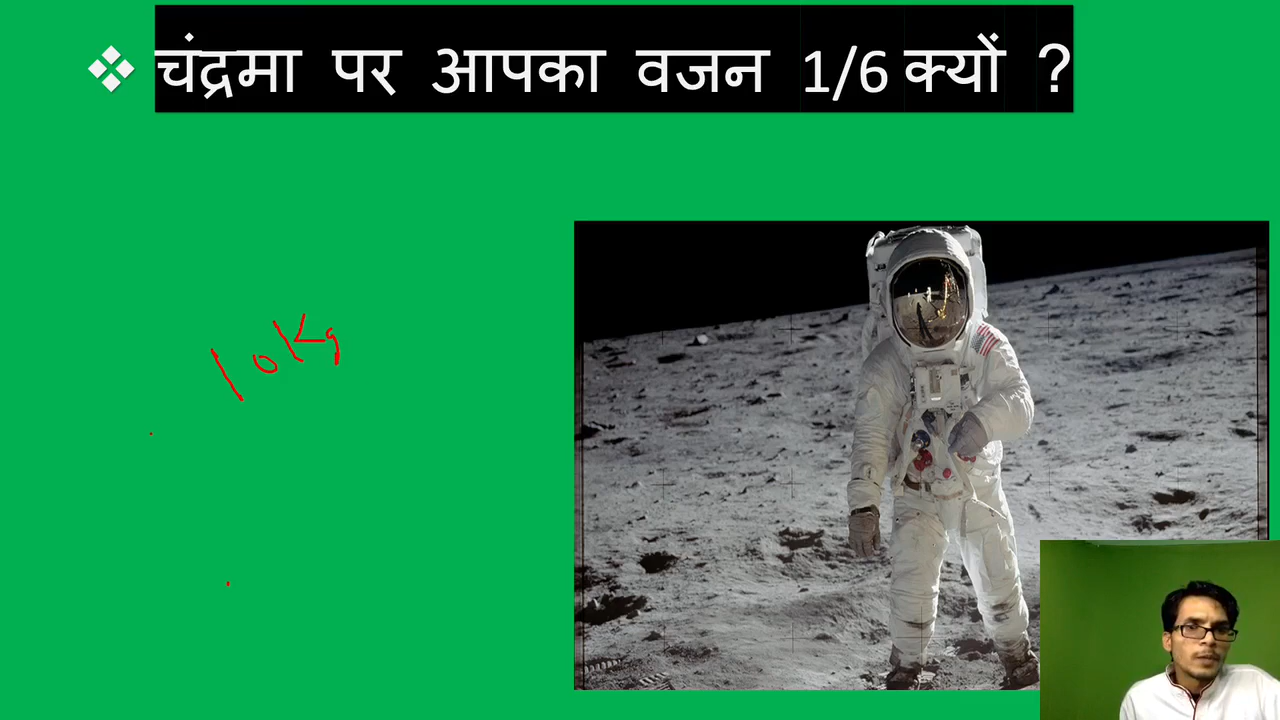 ❖ चंद्रमा पर आपका वजन 1/6 क्यों ?
10Kg